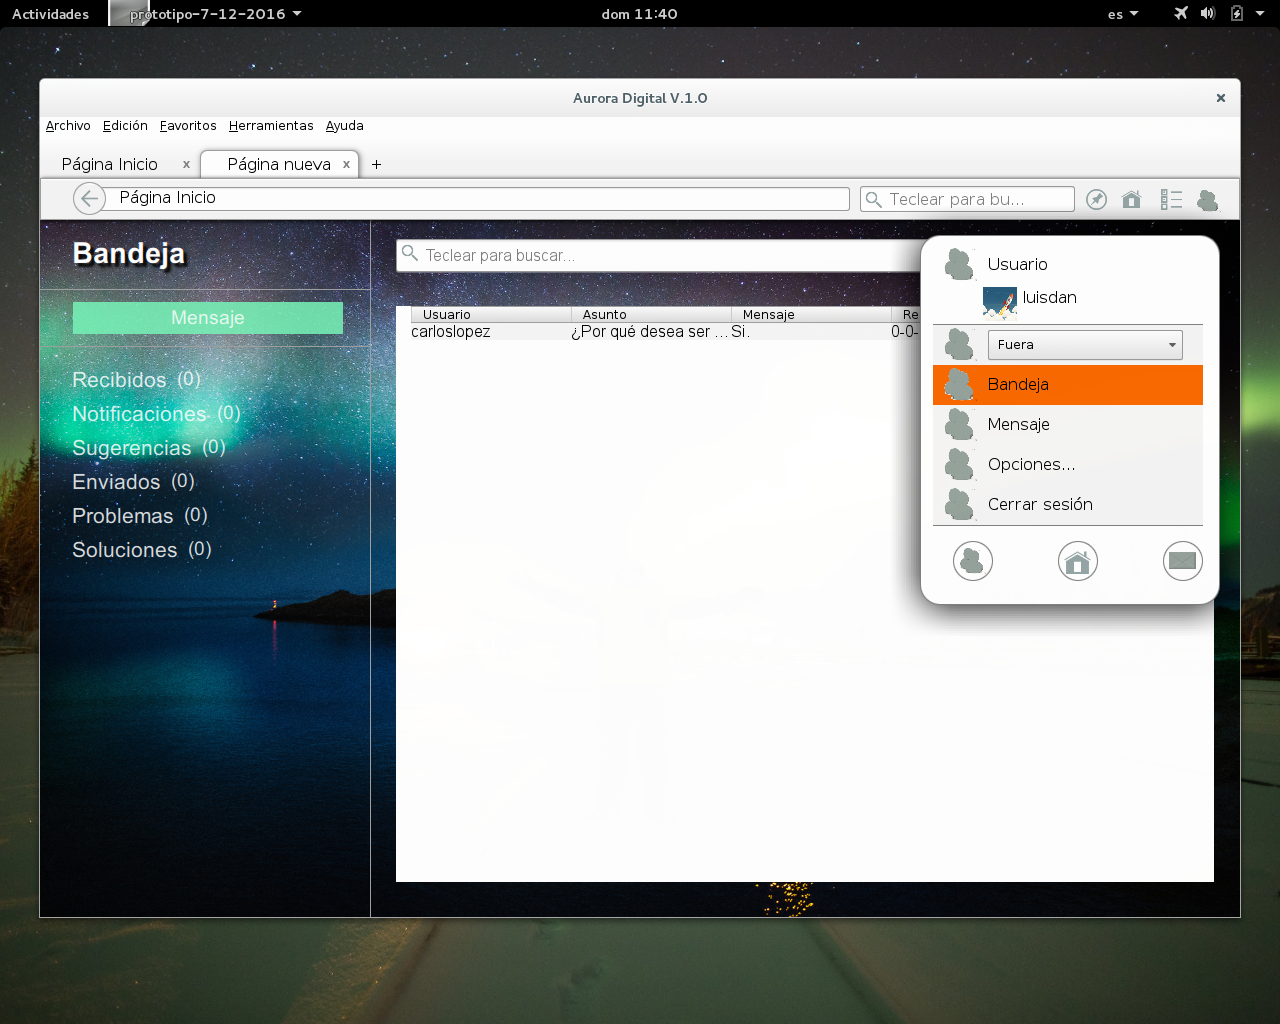 Actividades prototipo-7-12-2016 dom 11:40 es
Aurora Digital V.1.0
Archivo Edición Favoritos Herramientas Ayuda
Página Inicio x Página nueva x +
Página Inicio Teclear para bu...
Bandeja
Teclear para buscar...
Mensaje
Usuario Asunto Mensaje Re
carloslopez ¿Por qué desea ser ... Si. 0-0-
Recibidos (0)
Notificaciones (0)
Sugerencias (0)
Enviados (0)
Problemas (0)
Soluciones (0)
Usuario
luisdan
Fuera
Bandeja
Mensaje
Opciones...
Cerrar sesión